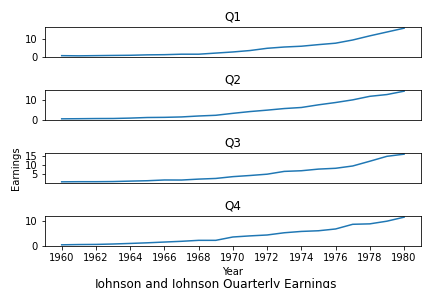 Q1
10
0
Q2
10
0
Q3
15
10
5
Earnings
Q4
10
0
1960 1962 1964 1966 1968 1970 1972 1974 1976 1978 1980
Year
Johnson and Johnson Quarterly Earnings